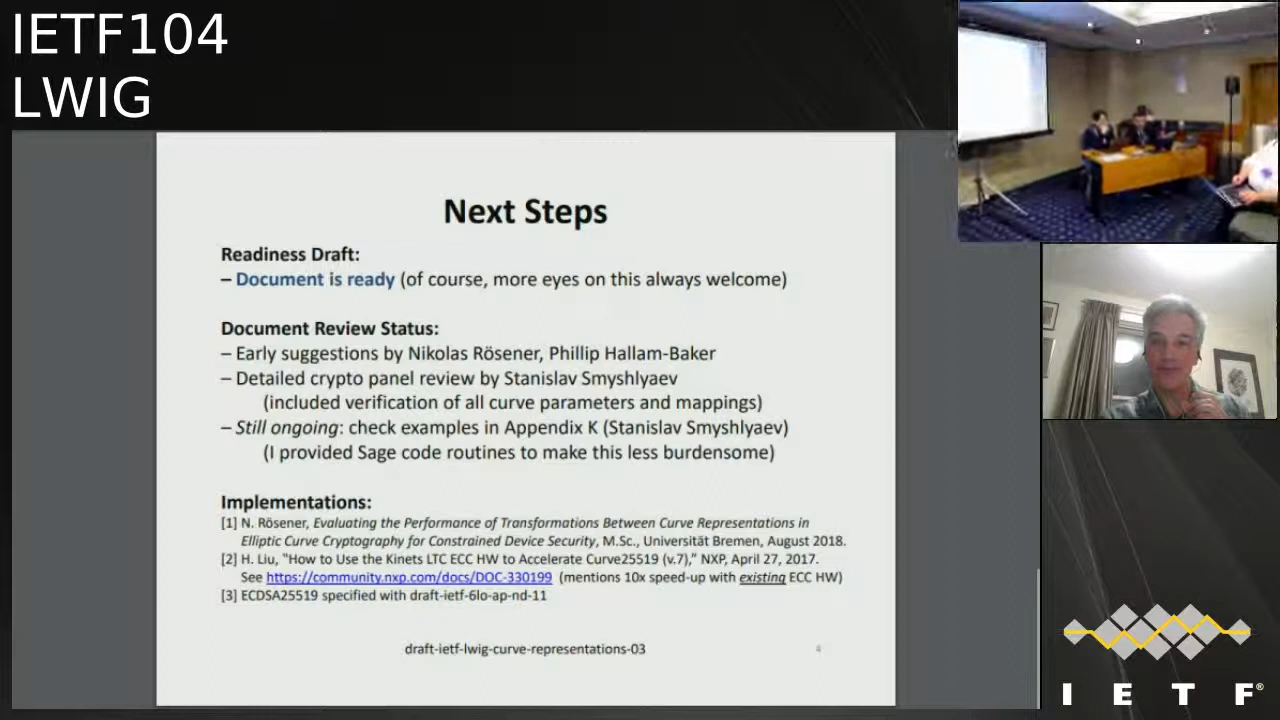 IETF104
LWIG
Next Steps
Readiness Draft:
– Document is ready (of course, more eyes on this always welcome)
Document Review Status:
– Early suggestions by Nikolas Rösener, Phillip Hallam-Baker
– Detailed crypto panel review by Stanislav Smyshlyaev
(included verification of all curve parameters and mappings)
– Still ongoing: check examples in Appendix K (Stanislav Smyshlyaev)
(I provided Sage code routines to make this less burdensome)
Implementations:
[1] N. Rösener, Evaluating the Performance of Transformations Between Curve Representations in
Elliptic Curve Cryptography for Constrained Device Security, M.Sc., Universität Bremen, August 2018.
[2] H. Liu, "How to Use the Kinets LTC ECC HW to Accelerate Curve25519 (v.7)," NXP, April 27, 2017.
See https://community.nxp.com/docs/DOC-330199 (mentions 10x speed-up with existing ECC HW)
[3] ECDSA25519 specified with draft-ietf-6lo-ap-nd-11
draft-ietf-lwig-curve-representations-03
4
I E T F®